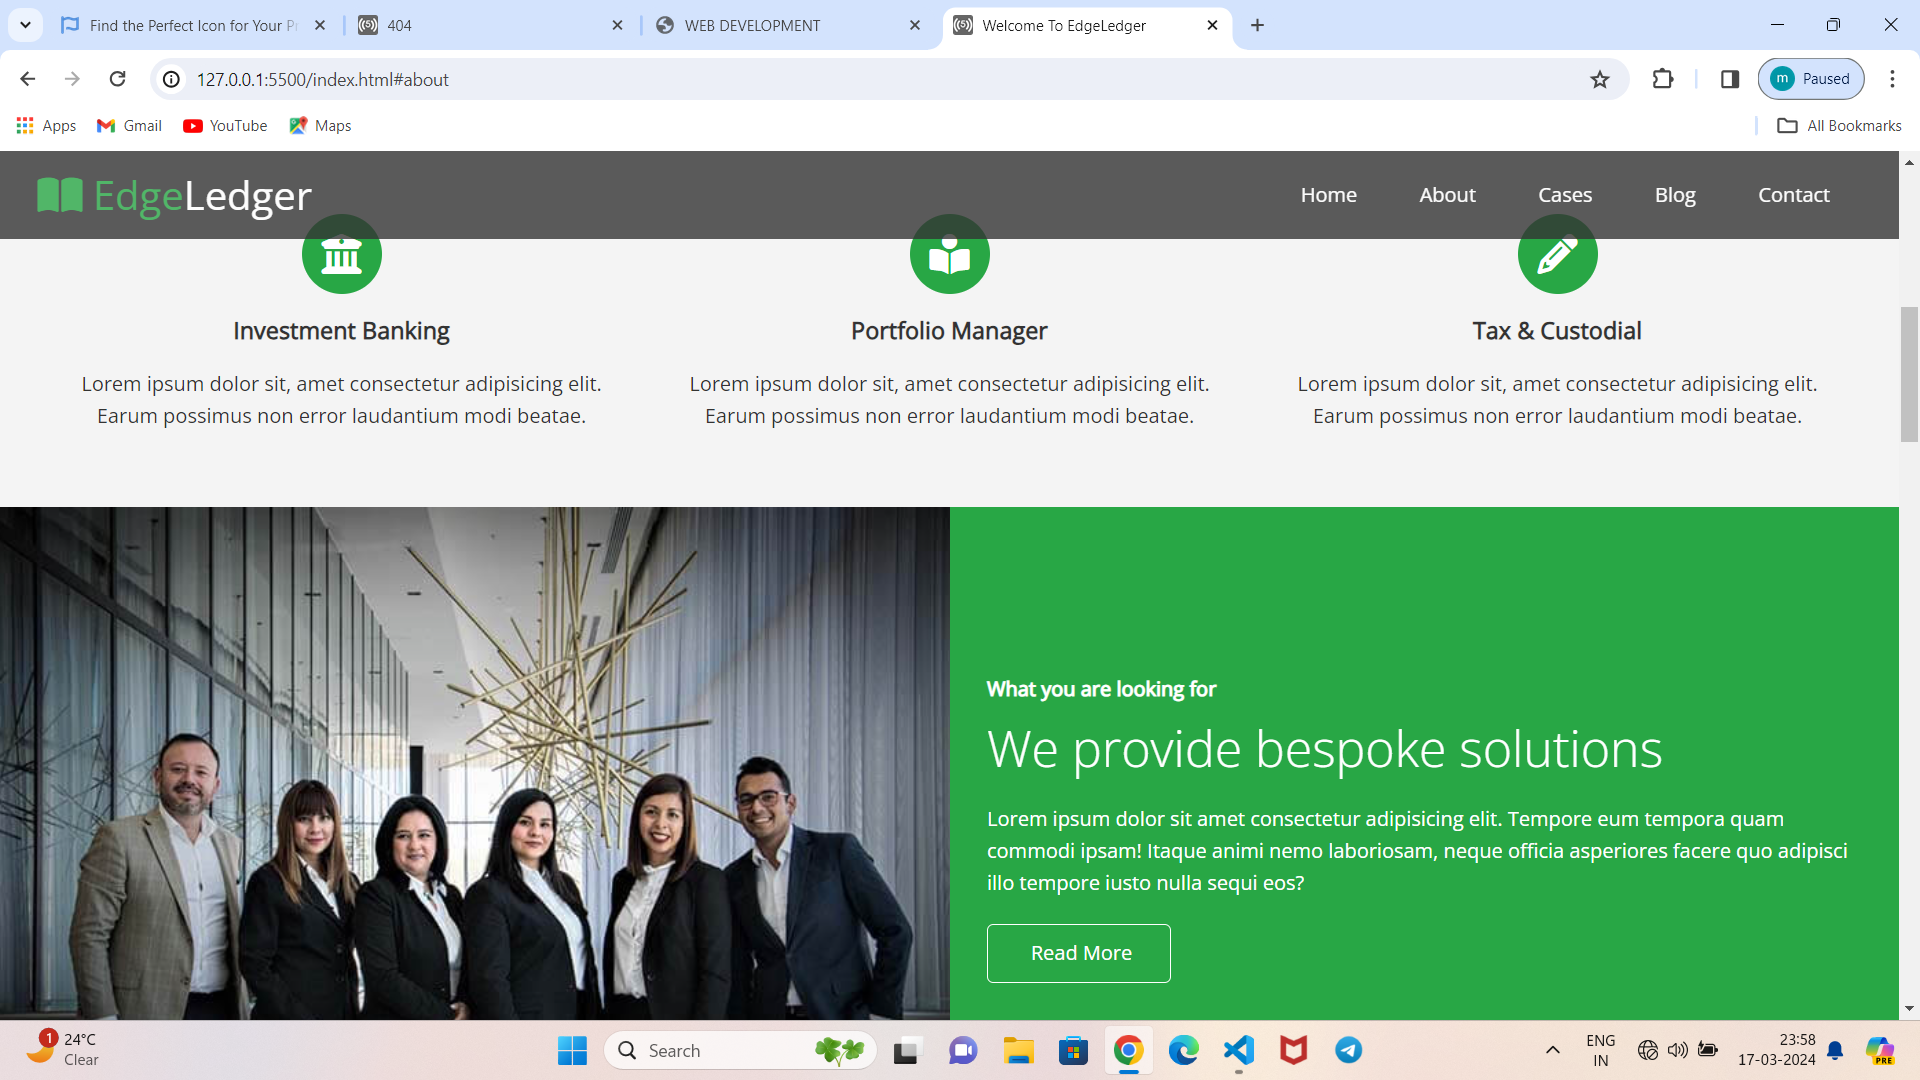 Find the Perfect Icon for Your Pr
404
WEB DEVELOPMENT
Welcome To EdgeLedger
127.0.0.1:5500/index.html#about
m Paused
Apps Gmail YouTube Maps
All Bookmarks
EdgeLedger
Home About Cases Blog Contact
Investment Banking
Lorem ipsum dolor sit, amet consectetur adipisicing elit.
Earum possimus non error laudantium modi beatae.
Portfolio Manager
Lorem ipsum dolor sit, amet consectetur adipisicing elit.
Earum possimus non error laudantium modi beatae.
Tax & Custodial
Lorem ipsum dolor sit, amet consectetur adipisicing elit.
Earum possimus non error laudantium modi beatae.
What you are looking for
We provide bespoke solutions
Lorem ipsum dolor sit amet consectetur adipisicing elit. Tempore eum tempora quam
commodi ipsam! Itaque animi nemo laboriosam, neque officia asperiores facere quo adipisci
illo tempore iusto nulla sequi eos?
Read More
1
24°C
Clear
Search
ENG
IN
23:58
17-03-2024
PRE